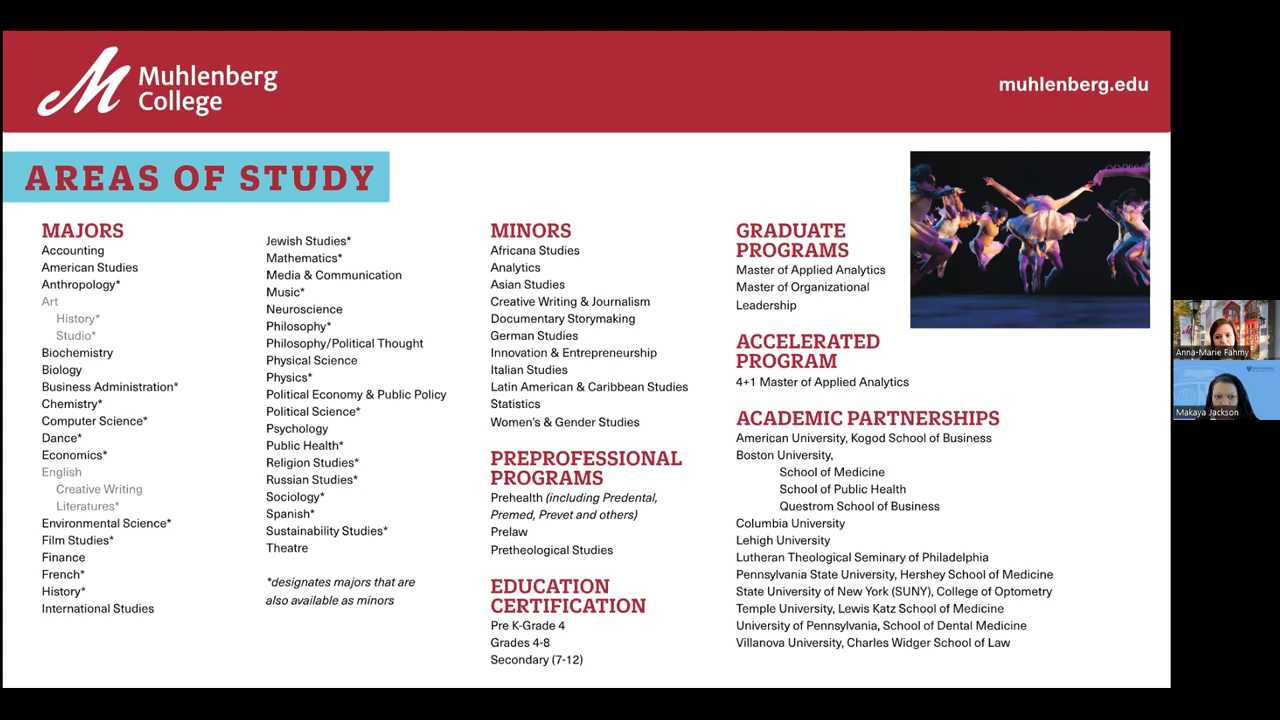 Muhlenberg
College
muhlenberg.edu
AREAS OF STUDY
MAJORS
Accounting
American Studies
Anthropology*
Art
History*
Studio*
Biochemistry
Biology
Business Administration*
Chemistry*
Computer Science*
Dance*
Economics*
English
Creative Writing
Literatures*
Environmental Science*
Film Studies*
Finance
French*
History*
International Studies
Jewish Studies*
Mathematics*
Media & Communication
Music*
Neuroscience
Philosophy*
Philosophy/Political Thought
Physical Science
Physics*
Political Economy & Public Policy
Political Science*
Psychology
Public Health*
Religion Studies*
Russian Studies*
Sociology*
Spanish*
Sustainability Studies*
Theatre
*designates majors that are
also available as minors
MINORS
Africana Studies
Analytics
Asian Studies
Creative Writing & Journalism
Documentary Storymaking
German Studies
Innovation & Entrepreneurship
Italian Studies
Latin American & Caribbean Studies
Statistics
Women's & Gender Studies
PREPROFESSIONAL
PROGRAMS
Prehealth (including Predental,
Premed, Prevet and others)
Prelaw
Pretheological Studies
EDUCATION
CERTIFICATION
Pre K-Grade 4
Grades 4-8
Secondary (7-12)
GRADUATE
PROGRAMS
Master of Applied Analytics
Master of Organizational
Leadership
ACCELERATED
PROGRAM
4+1 Master of Applied Analytics
ACADEMIC PARTNERSHIPS
American University, Kogod School of Business
Boston University,
School of Medicine
School of Public Health
Questrom School of Business
Columbia University
Lehigh University
Lutheran Theological Seminary of Philadelphia
Pennsylvania State University, Hershey School of Medicine
State University of New York (SUNY), College of Optometry
Temple University, Lewis Katz School of Medicine
University of Pennsylvania, School of Dental Medicine
Villanova University, Charles Widger School of Law
Anna-Marie Fahmy
Makaya Jackson